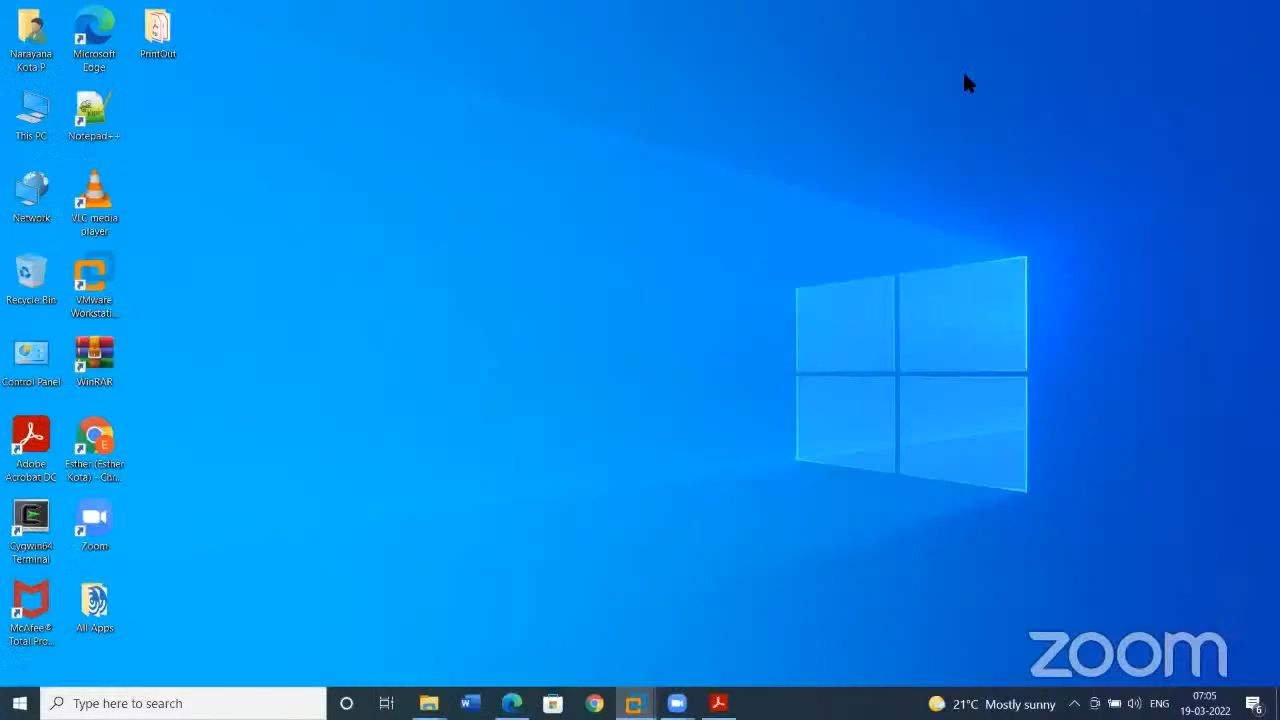 Narayana
Kota P
Microsoft
Edge
PrintOut
This PC
Notepad++
Network
VLC media
player
Recycle Bin
VMware
Workstati...
Control Panel
WinRAR
Adobe
Acrobat DC
Esther (Esther
Kota) - Chr...
Cygwin64
Terminal
Zoom
McAfee®
Total Pro...
All Apps
zoom
Type here to search
21°C Mostly sunny
ENG
07:05
19-03-2022
6